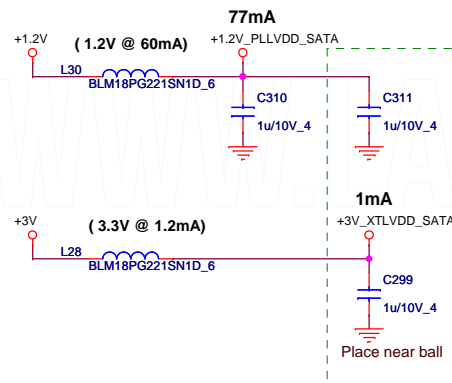 77mA
+1.2V ( 1.2V @ 60mA) +1.2V_PLLVDD_SATA
L30
BLM18PG221SN1D_6
C310 C311
1u/10V_4 1u/10V_4
1mA
+3V ( 3.3V @ 1.2mA) +3V_XTLVDD_SATA
L28
BLM18PG221SN1D_6
C299
1u/10V_4
Place near ball